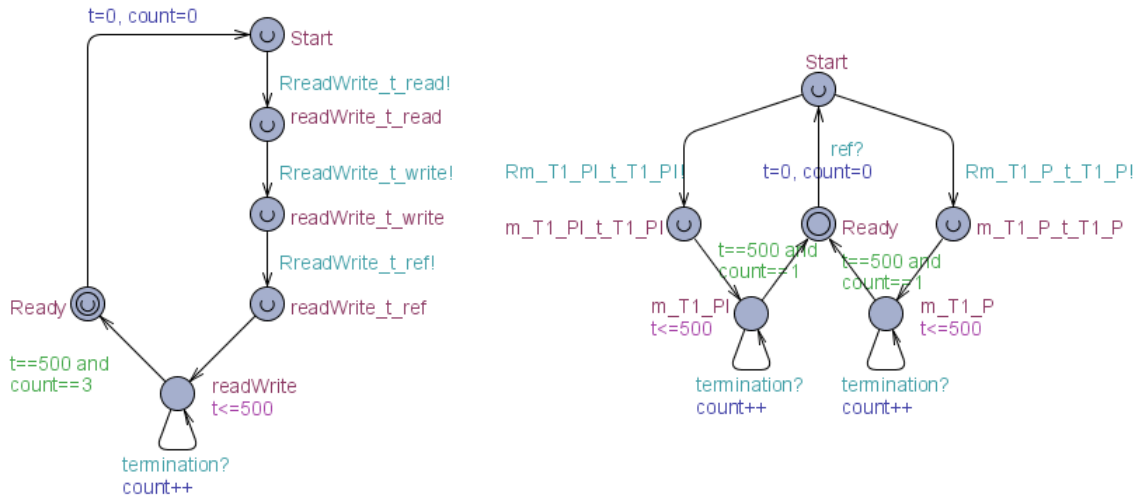 t=0, count=0
Start
RreadWrite_t_read!
readWrite_t_read
RreadWrite_t_write!
readWrite_t_write
RreadWrite_t_ref!
Ready
readWrite_t_ref
t==500 and
count==3
readWrite
t<=500
termination?
count++
Start
ref?
Rm_T1_PI_t_T1_PI!
t=0, count=0
Rm_T1_P_t_T1_P!
m_T1_PI_t_T1_PI
Ready
m_T1_P_t_T1_P
t==500 and
count==1
t==500 and
count==1
m_T1_PI
t<=500
m_T1_P
t<=500
termination?
count++
termination?
count++